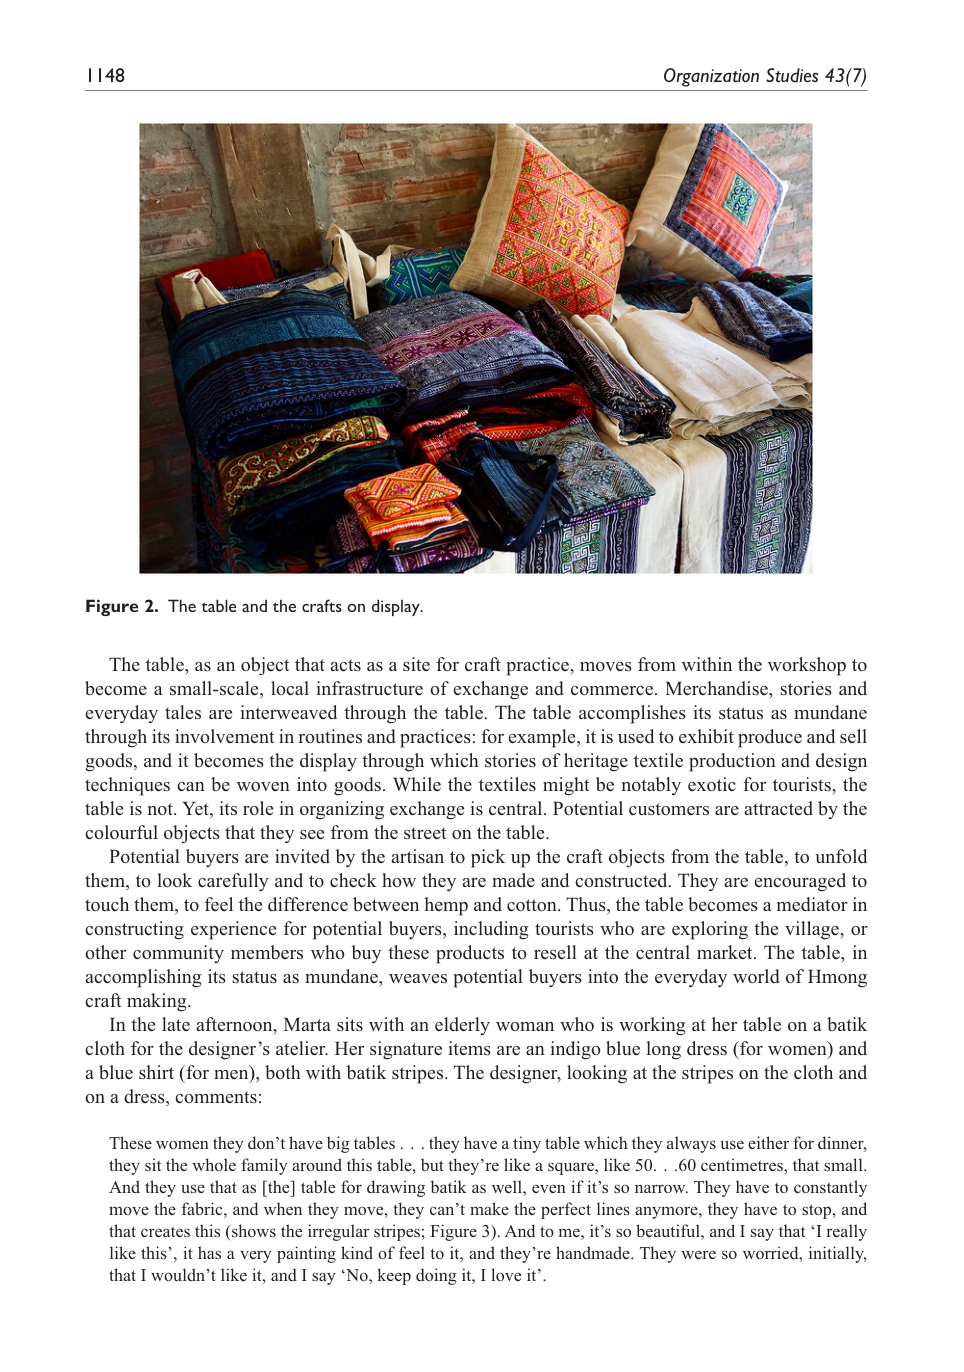 1148
Organization Studies 43(7)
Figure 2. The table and the crafts on display.
The table, as an object that acts as a site for craft practice, moves from within the workshop to
become a small-scale, local infrastructure of exchange and commerce. Merchandise, stories and
everyday tales are interweaved through the table. The table accomplishes its status as mundane
through its involvement in routines and practices: for example, it is used to exhibit produce and sell
goods, and it becomes the display through which stories of heritage textile production and design
techniques can be woven into goods. While the textiles might be notably exotic for tourists, the
table is not. Yet, its role in organizing exchange is central. Potential customers are attracted by the
colourful objects that they see from the street on the table.
Potential buyers are invited by the artisan to pick up the craft objects from the table, to unfold
them, to look carefully and to check how they are made and constructed. They are encouraged to
touch them, to feel the difference between hemp and cotton. Thus, the table becomes a mediator in
constructing experience for potential buyers, including tourists who are exploring the village, or
other community members who buy these products to resell at the central market. The table, in
accomplishing its status as mundane, weaves potential buyers into the everyday world of Hmong
craft making.
In the late afternoon, Marta sits with an elderly woman who is working at her table on a batik
cloth for the designer’s atelier. Her signature items are an indigo blue long dress (for women) and
a blue shirt (for men), both with batik stripes. The designer, looking at the stripes on the cloth and
on a dress, comments:
These women they don’t have big tables . . . they have a tiny table which they always use either for dinner,
they sit the whole family around this table, but they’re like a square, like 50. . .60 centimetres, that small.
And they use that as [the] table for drawing batik as well, even if it’s so narrow. They have to constantly
move the fabric, and when they move, they can’t make the perfect lines anymore, they have to stop, and
that creates this (shows the irregular stripes; Figure 3). And to me, it’s so beautiful, and I say that ‘I really
like this’, it has a very painting kind of feel to it, and they’re handmade. They were so worried, initially,
that I wouldn’t like it, and I say ‘No, keep doing it, I love it’.